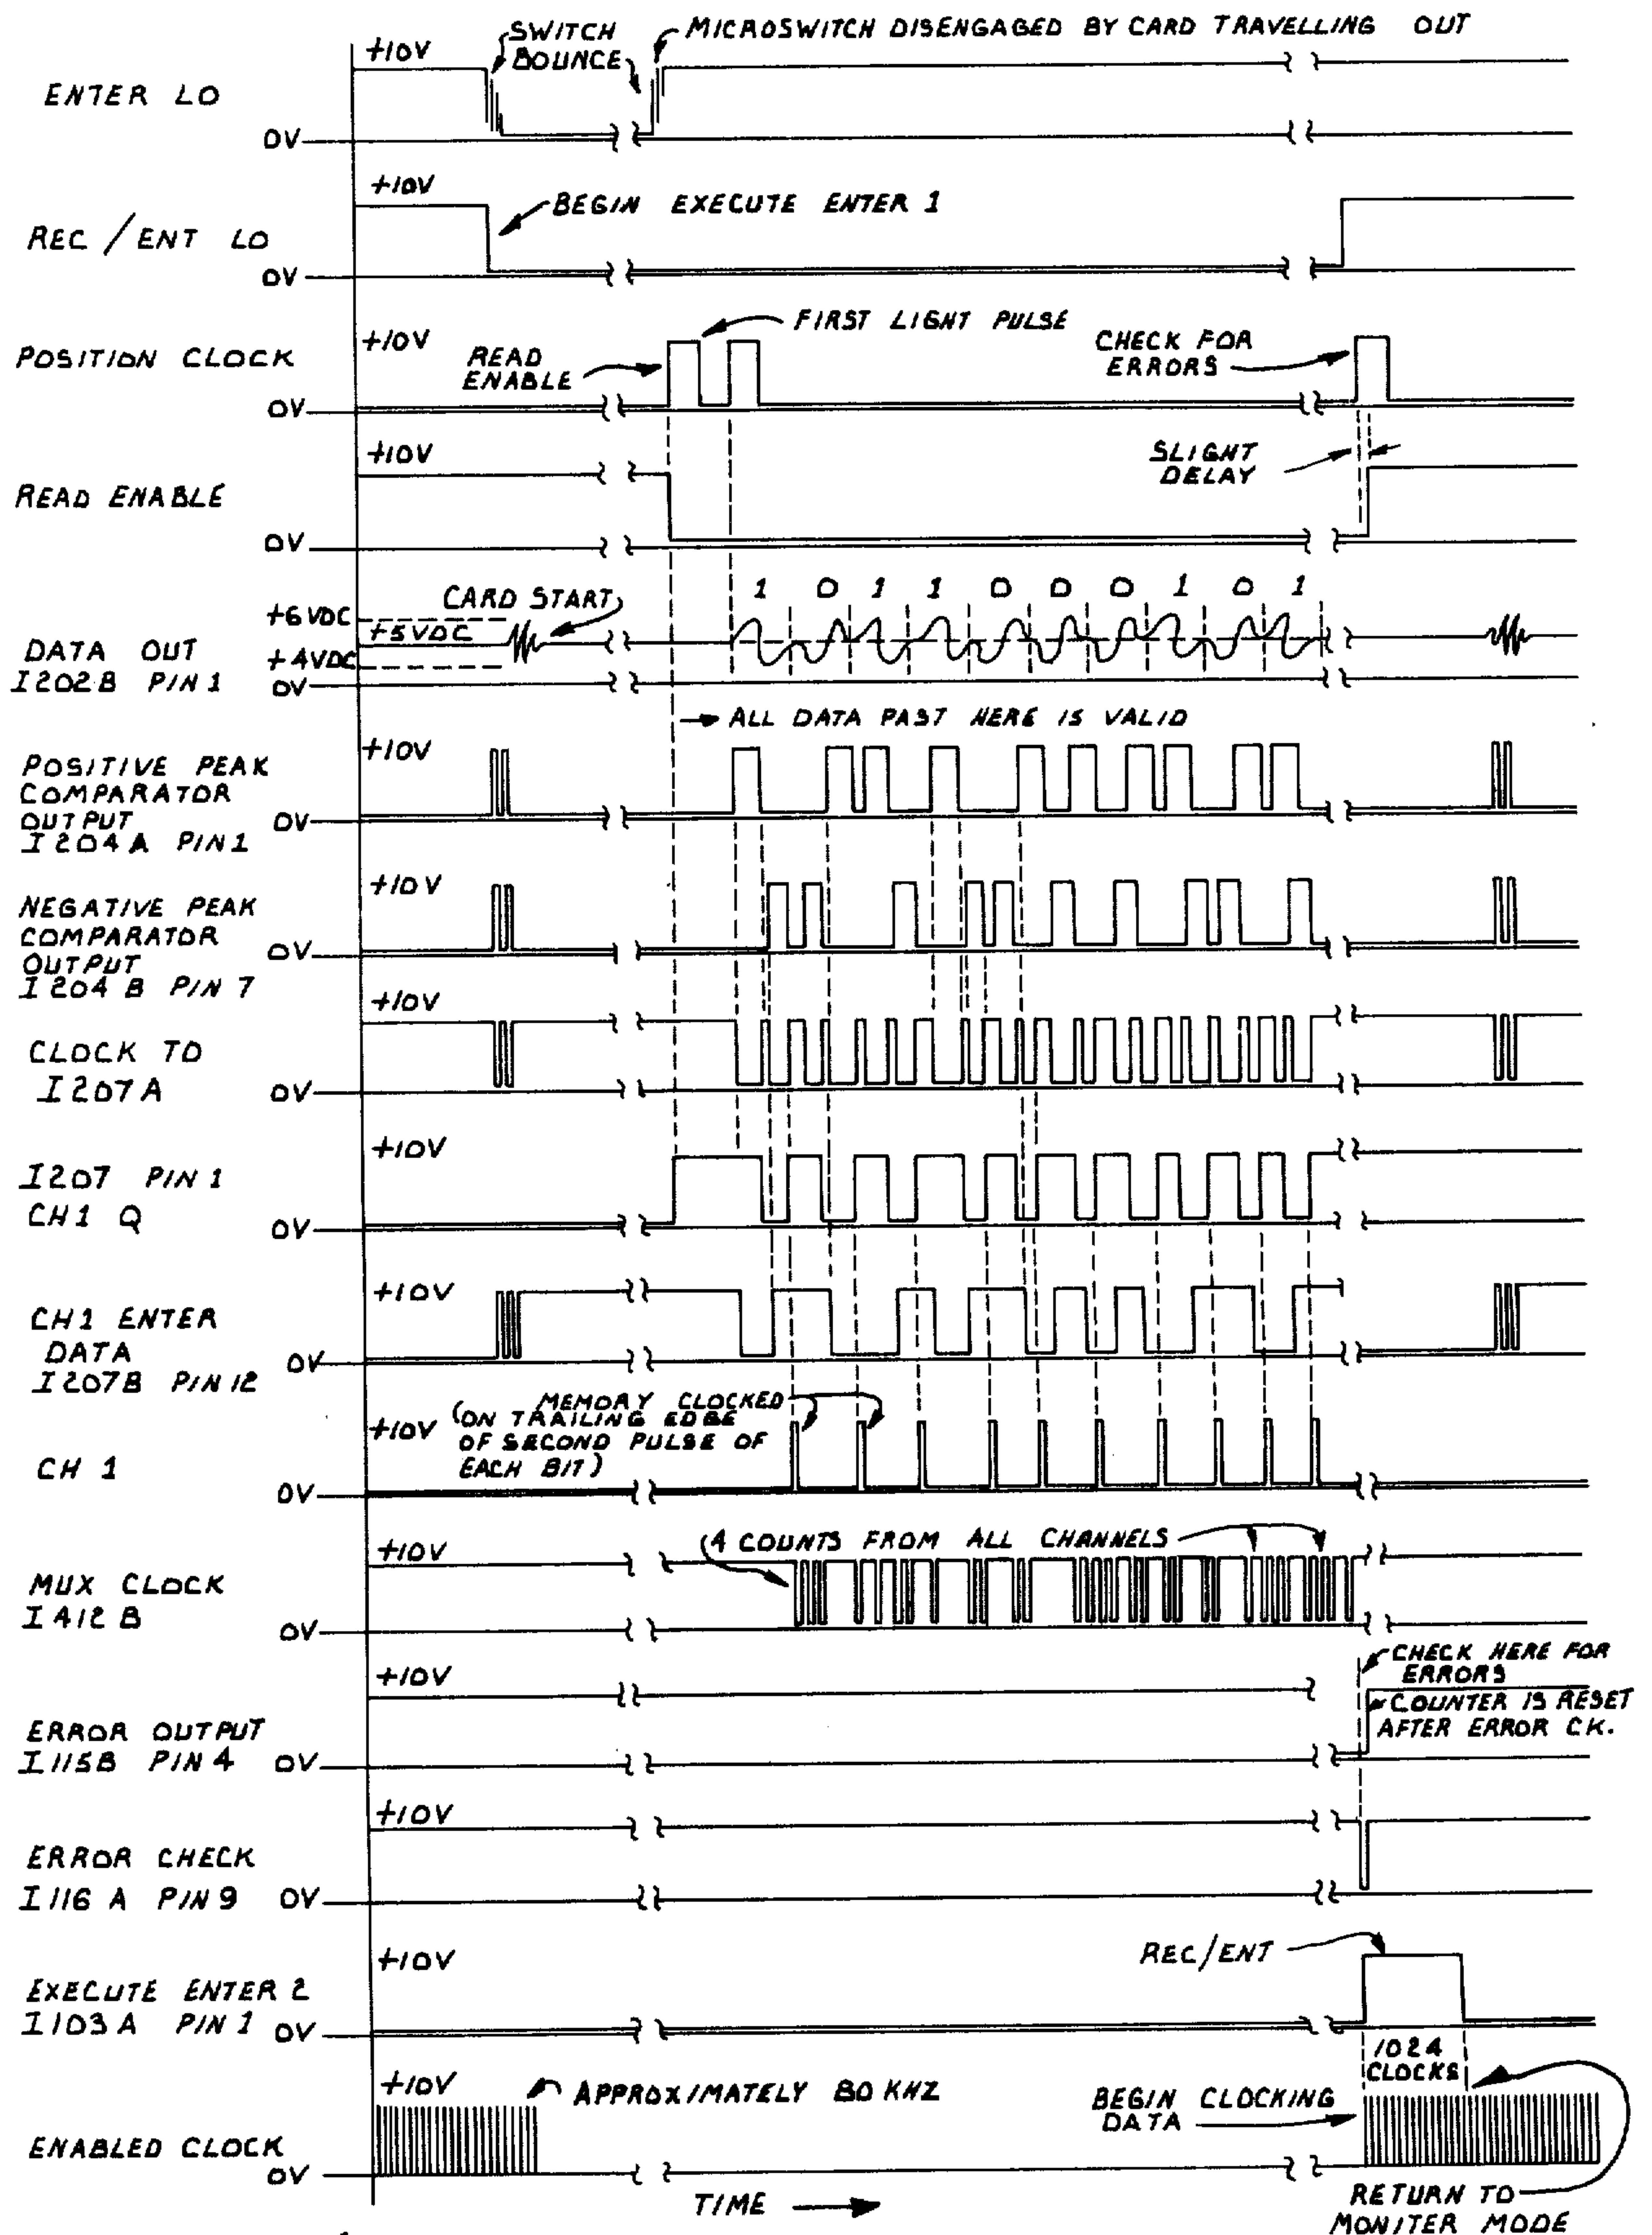 SWITCH BOUNCE
MICROSWITCH DISENGAGED BY CARD TRAVELLING OUT
+10V
ENTER LO
0V
+10V
BEGIN EXECUTE ENTER 1
REC / ENT LO
0V
FIRST LIGHT PULSE
+10V
POSITION CLOCK
READ
ENABLE
CHECK FOR
ERRORS
0V
+10V
SLIGHT
DELAY
READ ENABLE
0V
1 0 1 1 0 0 0 1 0 1
CARD START
+6 VDC
+5 VDC
+4 VDC
DATA OUT
I202B PIN 1
0V
ALL DATA PAST HERE IS VALID
+10V
POSITIVE PEAK
COMPARATOR
OUTPUT
I204A PIN 1
0V
+10V
NEGATIVE PEAK
COMPARATOR
OUTPUT
I204B PIN 7
0V
+10V
CLOCK TO
I207A
0V
+10V
I207 PIN 1
CH1 Q
0V
+10V
CH1 ENTER
DATA
I207B PIN 12
0V
MEMORY CLOCKED
(ON TRAILING EDGE
OF SECOND PULSE OF
EACH BIT)
+10V
CH 1
0V
4 COUNTS FROM ALL CHANNELS
+10V
MUX CLOCK
I412B
0V
CHECK HERE FOR
ERRORS
COUNTER IS RESET
AFTER ERROR CK.
+10V
ERROR OUTPUT
I115B PIN 4
0V
+10V
ERROR CHECK
I116 A PIN 9
0V
REC/ENT
+10V
EXECUTE ENTER 2
I103A PIN 1
0V
1024
CLOCKS
+10V
APPROXIMATELY 80 KHZ
BEGIN CLOCKING
DATA
ENABLED CLOCK
0V
TIME
RETURN TO
MONITER MODE